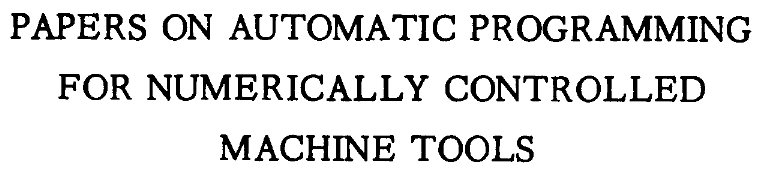 PAPERS ON AUTOMATIC PROGRAMMING
FOR NUMERICALLY CONTROLLED
MACHINE TOOLS